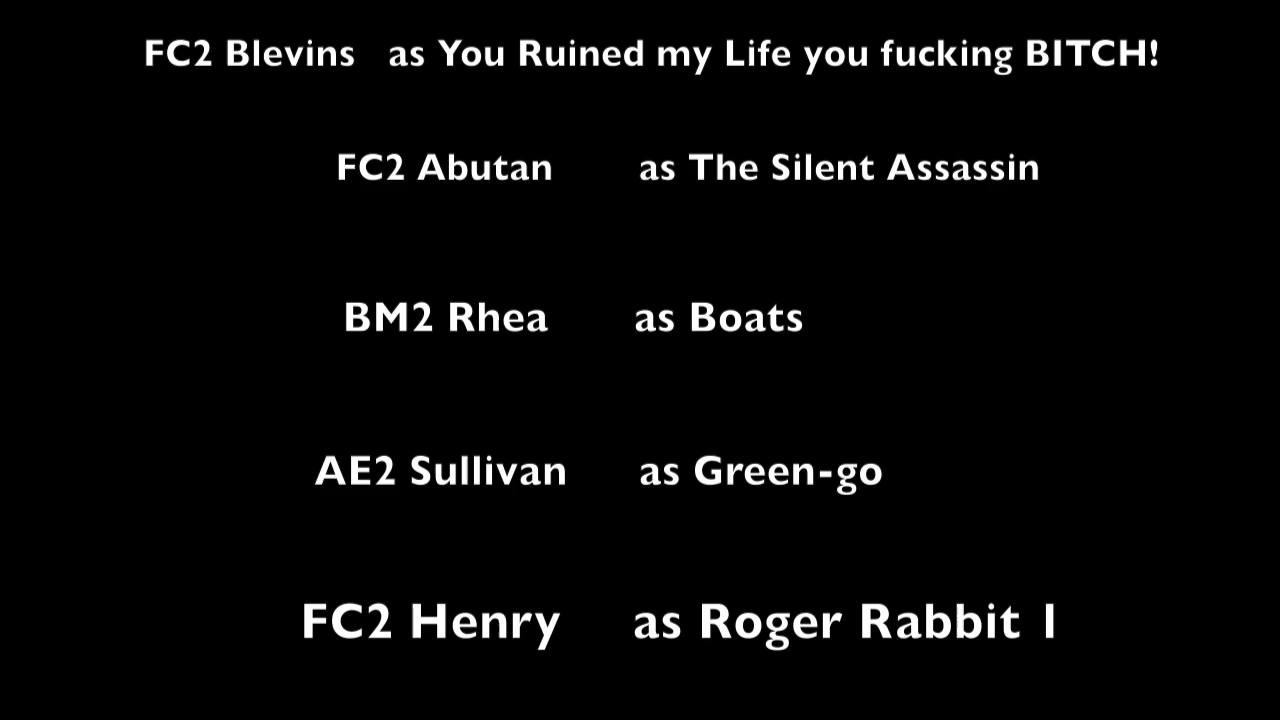 FC2 Blevins as You Ruined my Life you fucking BITCH!
FC2 Abutan as The Silent Assassin
BM2 Rhea as Boats
AE2 Sullivan as Green-go
FC2 Henry as Roger Rabbit 1